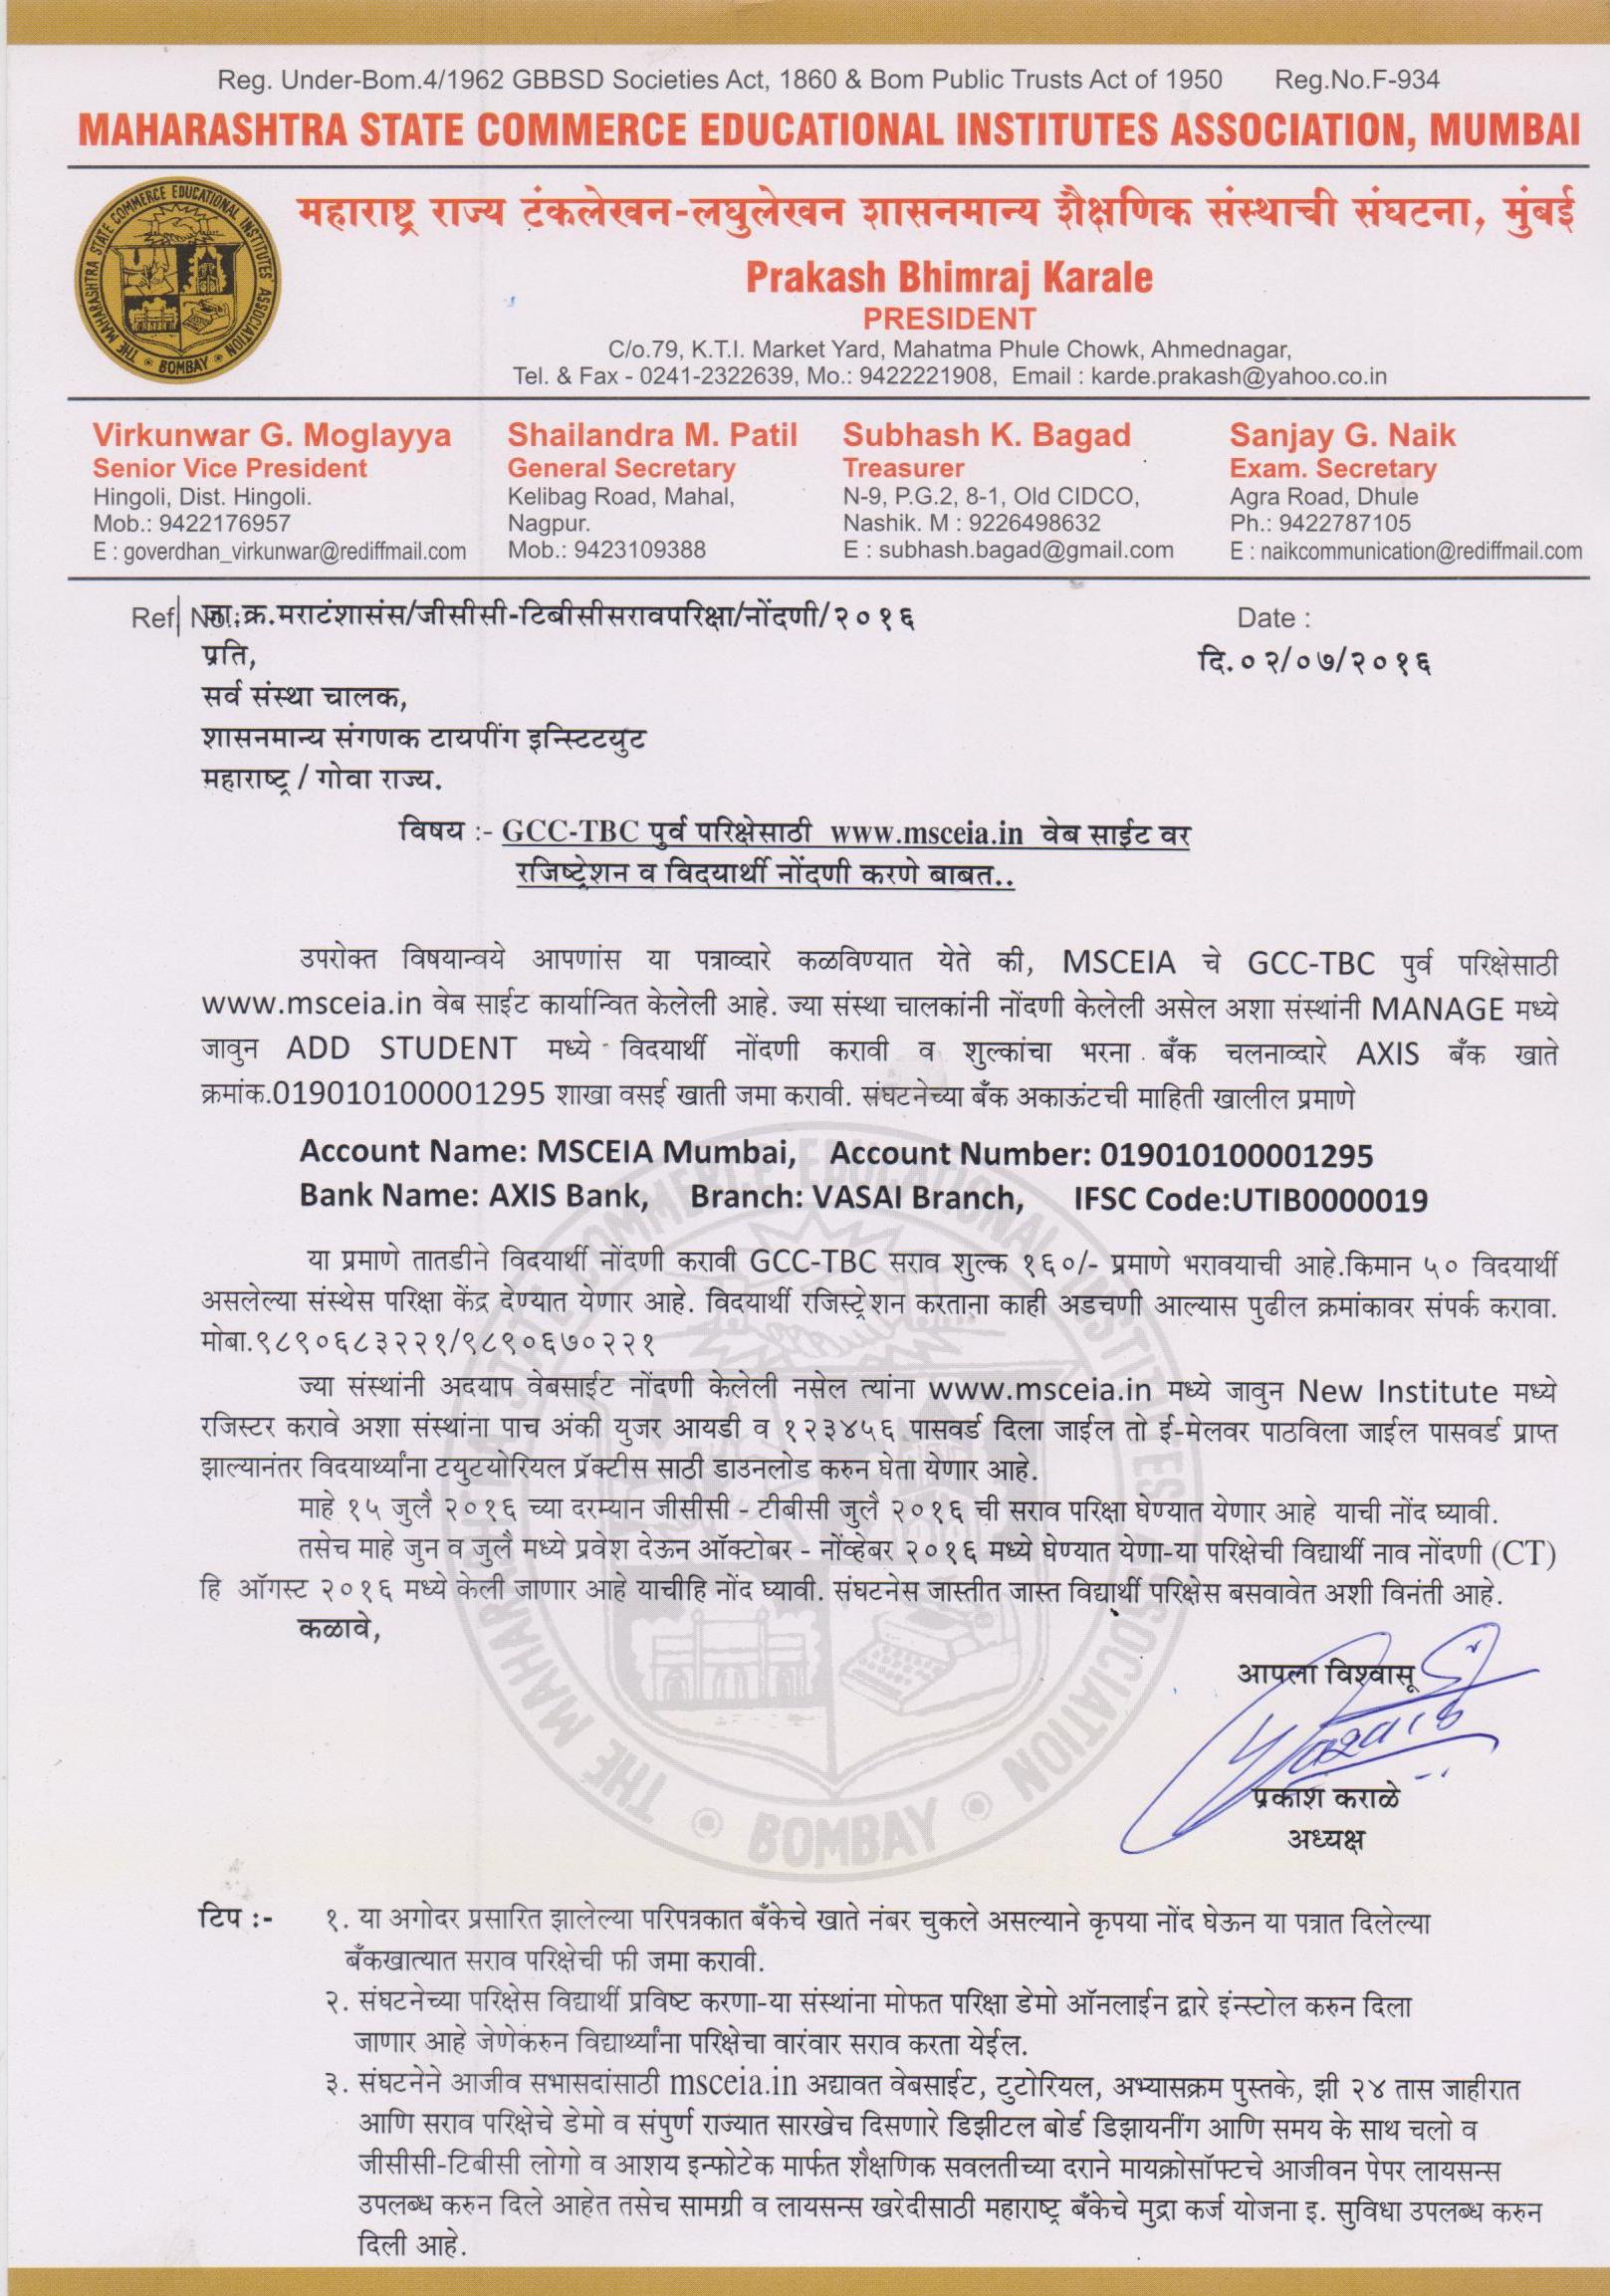 Reg. Under-Bom.4/1962 GBBSD Societies Act, 1860 & Bom Public Trusts Act of 1950 Reg.No.F-934
MAHARASHTRA STATE COMMERCE EDUCATIONAL INSTITUTES ASSOCIATION, MUMBAI
महाराष्ट्र राज्य टंकलेखन-लघुलेखन शासनमान्य शैक्षणिक संस्थाची संघटना, मुंबई
THE MAHARASHTRA STATE COMMERCE EDUCATIONAL INSTITUTES' ASSOCIATION
BOMBAY
Prakash Bhimraj Karale
PRESIDENT
C/o.79, K.T.I. Market Yard, Mahatma Phule Chowk, Ahmednagar,
Tel. & Fax - 0241-2322639, Mo.: 9422221908, Email : karde.prakash@yahoo.co.in
Virkunwar G. Moglayya
Senior Vice President
Hingoli, Dist. Hingoli.
Mob.: 9422176957
E : goverdhan_virkunwar@rediffmail.com
Shailandra M. Patil
General Secretary
Kelibag Road, Mahal,
Nagpur.
Mob.: 9423109388
Subhash K. Bagad
Treasurer
N-9, P.G.2, 8-1, Old CIDCO,
Nashik. M : 9226498632
E : subhash.bagad@gmail.com
Sanjay G. Naik
Exam. Secretary
Agra Road, Dhule
Ph.: 9422787105
E : naikcommunication@rediffmail.com
Ref. No.: जा.क्र.मराटंशासंस/जीसीसी-टिबीसीसरावपरिक्षा/नोंदणी/२०१६ Date :
प्रति, दि.०२/०७/२०१६
सर्व संस्था चालक,
शासनमान्य संगणक टायपींग इन्स्टिटयुट
महाराष्ट्र / गोवा राज्य.
विषय :- GCC-TBC पुर्व परिक्षेसाठी www.msceia.in वेब साईट वर
रजिष्ट्रेशन व विदयार्थी नोंदणी करणे बाबत..
उपरोक्त विषयान्वये आपणांस या पत्राव्दारे कळविण्यात येते की, MSCEIA चे GCC-TBC पुर्व परिक्षेसाठी
www.msceia.in वेब साईट कार्यान्वित केलेली आहे. ज्या संस्था चालकांनी नोंदणी केलेली असेल अशा संस्थांनी MANAGE मध्ये
जावुन ADD STUDENT मध्ये विदयार्थी नोंदणी करावी व शुल्कांचा भरना बँक चलनाव्दारे AXIS बँक खाते
क्रमांक.019010100001295 शाखा वसई खाती जमा करावी. संघटनेच्या बँक अकाऊंटची माहिती खालील प्रमाणे
Account Name: MSCEIA Mumbai, Account Number: 019010100001295
Bank Name: AXIS Bank, Branch: VASAI Branch, IFSC Code:UTIB0000019
या प्रमाणे तातडीने विदयार्थी नोंदणी करावी GCC-TBC सराव शुल्क १६०/- प्रमाणे भरावयाची आहे.किमान ५० विदयार्थी
असलेल्या संस्थेस परिक्षा केंद्र देण्यात येणार आहे. विदयार्थी रजिस्ट्रेशन करताना काही अडचणी आल्यास पुढील क्रमांकावर संपर्क करावा.
मोबा.९८९०६८३२२१/९८९०६७०२२१
ज्या संस्थांनी अदयाप वेबसाईट नोंदणी केलेली नसेल त्यांना www.msceia.in मध्ये जावुन New Institute मध्ये
रजिस्टर करावे अशा संस्थांना पाच अंकी युजर आयडी व १२३४५६ पासवर्ड दिला जाईल तो ई-मेलवर पाठविला जाईल पासवर्ड प्राप्त
झाल्यानंतर विदयार्थ्यांना टयुटयोरियल प्रॅक्टीस साठी डाउनलोड करुन घेता येणार आहे.
माहे १५ जुलै २०१६ च्या दरम्यान जीसीसी - टीबीसी जुलै २०१६ ची सराव परिक्षा घेण्यात येणार आहे याची नोंद घ्यावी.
तसेच माहे जुन व जुलै मध्ये प्रवेश देऊन ऑक्टोबर - नोंव्हेबर २०१६ मध्ये घेण्यात येणा-या परिक्षेची विद्यार्थी नाव नोंदणी (CT)
हि ऑगस्ट २०१६ मध्ये केली जाणार आहे याचीहि नोंद घ्यावी. संघटनेस जास्तीत जास्त विद्यार्थी परिक्षेस बसवावेत अशी विनंती आहे.
कळावे,
आपला विश्वासू
प्रकाश कराळे
अध्यक्ष
THE MAHARASHTRA STATE COMMERCE EDUCATIONAL INSTITUTES ASSOCIATION
BOMBAY
टिप :- १. या अगोदर प्रसारित झालेल्या परिपत्रकात बँकेचे खाते नंबर चुकले असल्याने कृपया नोंद घेऊन या पत्रात दिलेल्या
बँकखात्यात सराव परिक्षेची फी जमा करावी.
२. संघटनेच्या परिक्षेस विद्यार्थी प्रविष्ट करणा-या संस्थांना मोफत परिक्षा डेमो ऑनलाईन द्वारे इंन्स्टोल करुन दिला
जाणार आहे जेणेकरुन विद्यार्थ्यांना परिक्षेचा वारंवार सराव करता येईल.
३. संघटनेने आजीव सभासदांसाठी msceia.in अद्यावत वेबसाईट, टुटोरियल, अभ्यासक्रम पुस्तके, झी २४ तास जाहीरात
आणि सराव परिक्षेचे डेमो व संपुर्ण राज्यात सारखेच दिसणारे डिझीटल बोर्ड डिझायनींग आणि समय के साथ चलो व
जीसीसी-टिबीसी लोगो व आशय इन्फोटेक मार्फत शैक्षणिक सवलतीच्या दराने मायक्रोसॉफ्टचे आजीवन पेपर लायसन्स
उपलब्ध करुन दिले आहेत तसेच सामग्री व लायसन्स खरेदीसाठी महाराष्ट्र बँकेचे मुद्रा कर्ज योजना इ. सुविधा उपलब्ध करुन
दिली आहे.